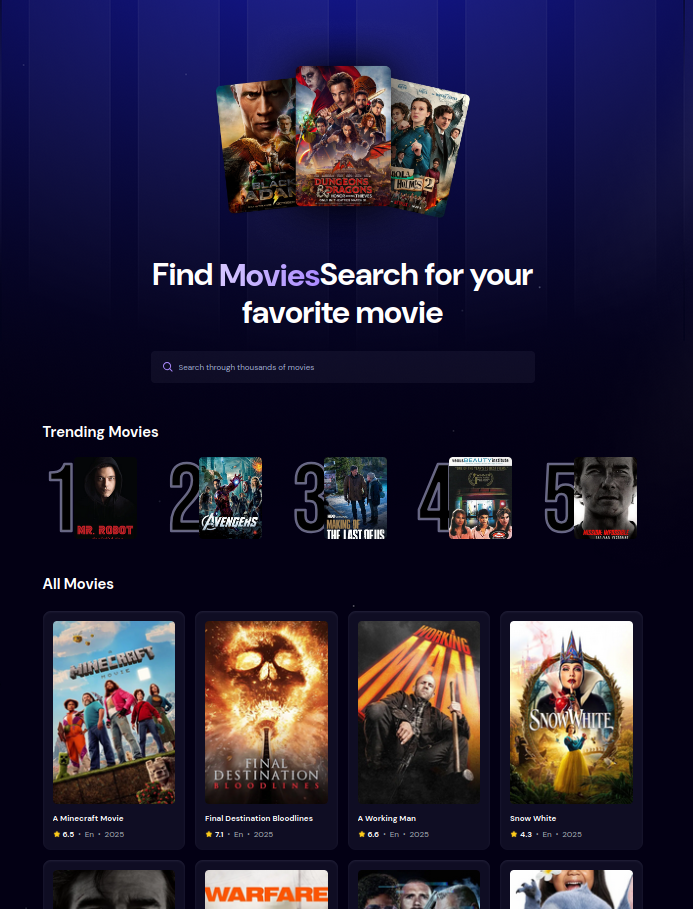 BLACK
ADAM
DUNGEONS
& DRAGONS
HONOR AMONG THIEVES
HOLMES 2
Find MoviesSearch for your
favorite movie
Search through thousands of movies
Trending Movies
1
MR. ROBOT
2
AVENGERS
3
MAKING OF
THE LAST OF US
4
BEAUTY
5
All Movies
MINECRAFT
MOVIE
A Minecraft Movie
6.5 • En • 2025
FINAL
DESTINATION
BLOODLINES
Final Destination Bloodlines
7.1 • En • 2025
A
WORKING
MAN
A Working Man
6.6 • En • 2025
SNOW WHITE
Snow White
4.3 • En • 2025
WARFARE